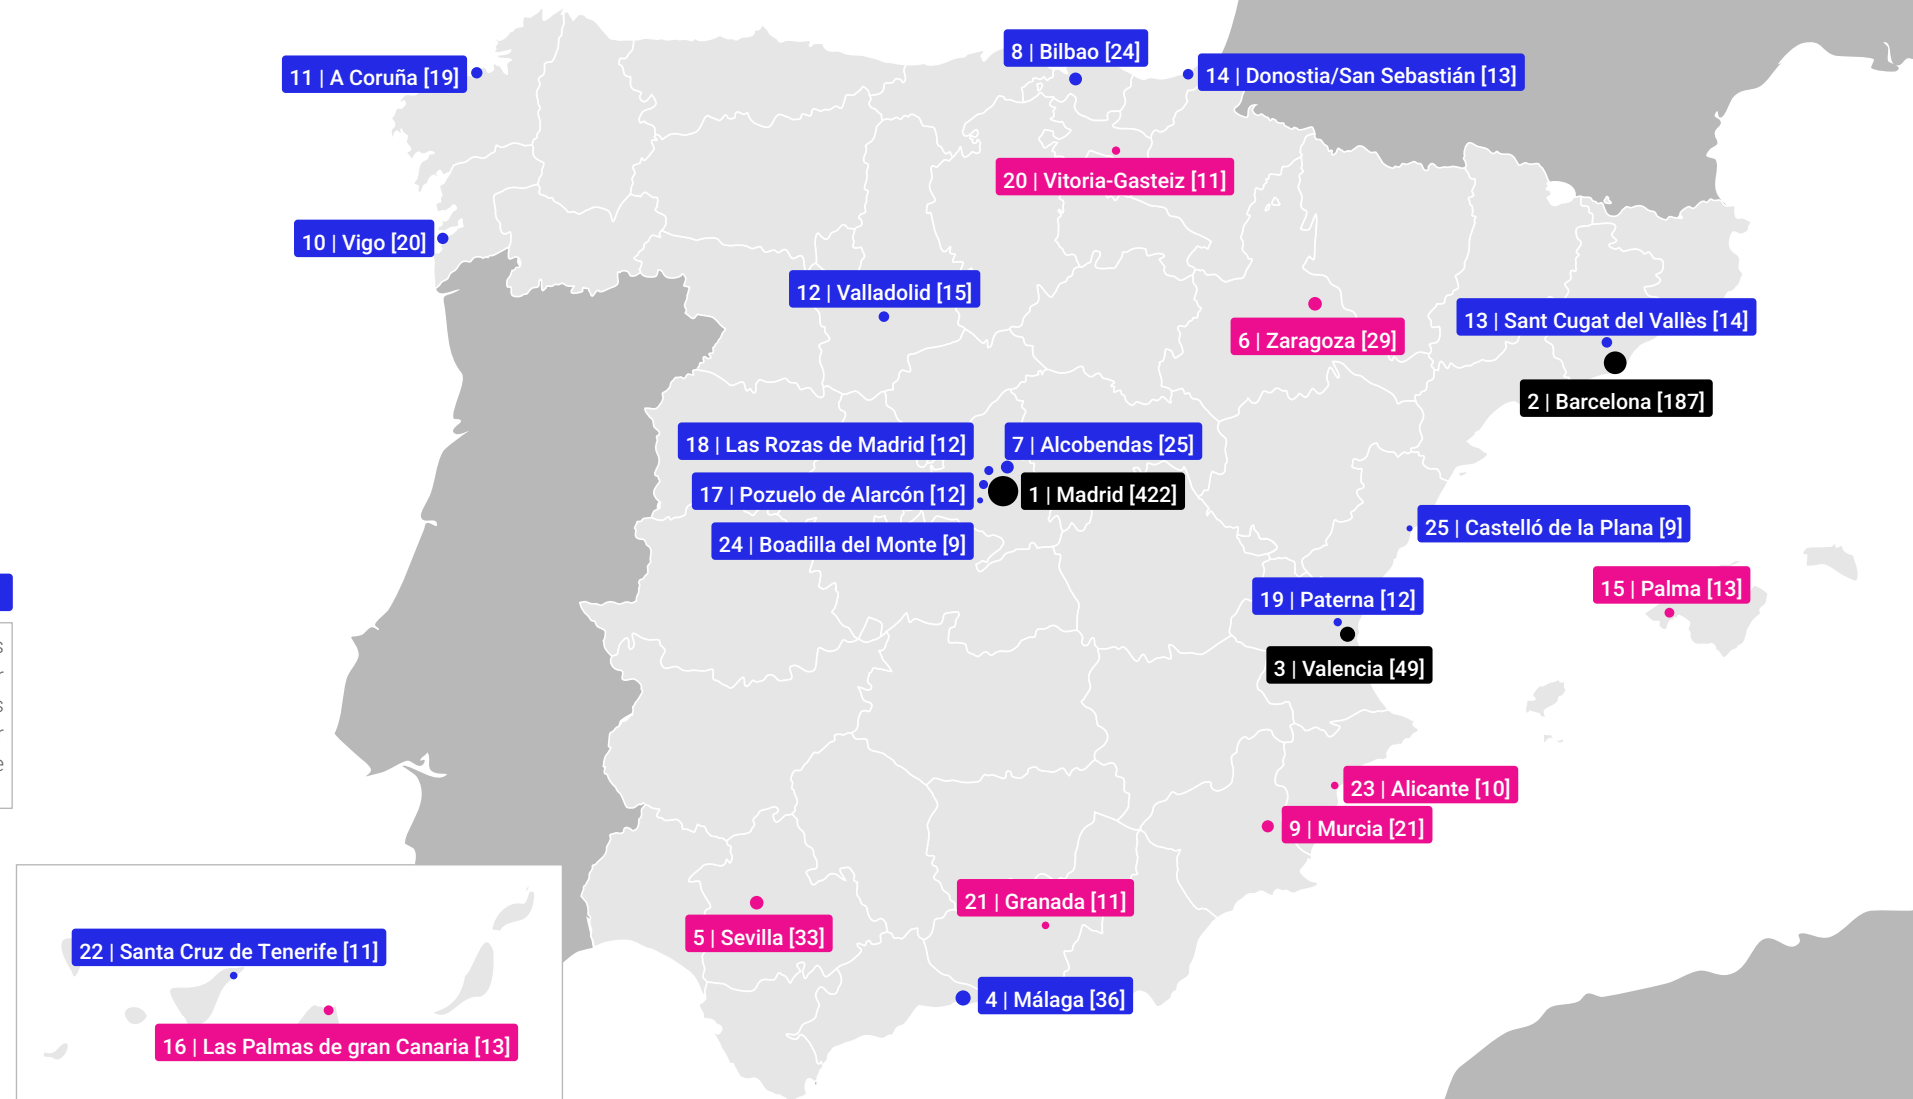 8 | Bilbao [24]
11 | A Coruña [19]
14 | Donostia/San Sebastián [13]
20 | Vitoria-Gasteiz [11]
10 | Vigo [20]
12 | Valladolid [15]
13 | Sant Cugat del Vallès [14]
6 | Zaragoza [29]
2 | Barcelona [187]
18 | Las Rozas de Madrid [12]
7 | Alcobendas [25]
17 | Pozuelo de Alarcón [12]
1 | Madrid [422]
24 | Boadilla del Monte [9]
25 | Castelló de la Plana [9]
15 | Palma [13]
19 | Paterna [12]
3 | Valencia [49]
23 | Alicante [10]
9 | Murcia [21]
21 | Granada [11]
5 | Sevilla [33]
22 | Santa Cruz de Tenerife [11]
4 | Málaga [36]
16 | Las Palmas de gran Canaria [13]